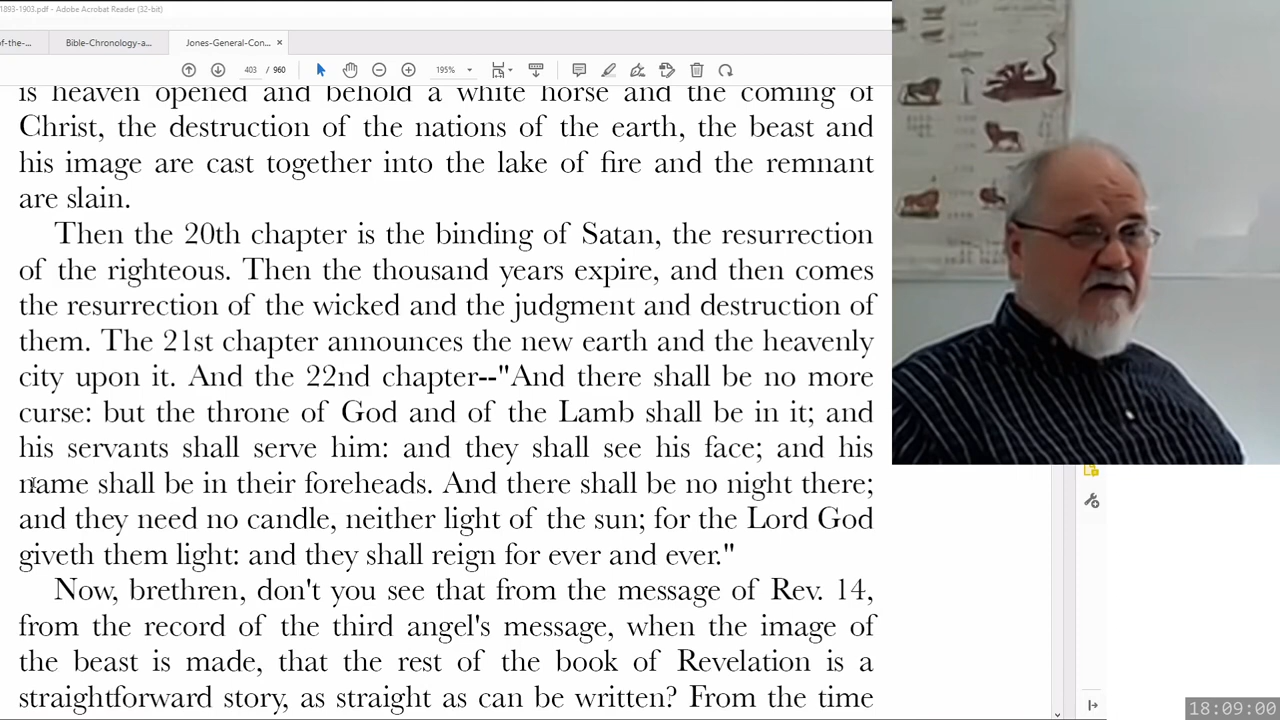 1893-1903.pdf - Adobe Acrobat Reader (32-bit)
of-the-... Bible-Chronology-a... Jones-General-Con... ×
403 / 960 195%
is heaven opened and behold a white horse and the coming of
Christ, the destruction of the nations of the earth, the beast and
his image are cast together into the lake of fire and the remnant
are slain.
Then the 20th chapter is the binding of Satan, the resurrection
of the righteous. Then the thousand years expire, and then comes
the resurrection of the wicked and the judgment and destruction of
them. The 21st chapter announces the new earth and the heavenly
city upon it. And the 22nd chapter--"And there shall be no more
curse: but the throne of God and of the Lamb shall be in it; and
his servants shall serve him: and they shall see his face; and his
name shall be in their foreheads. And there shall be no night there;
and they need no candle, neither light of the sun; for the Lord God
giveth them light: and they shall reign for ever and ever."
Now, brethren, don't you see that from the message of Rev. 14,
from the record of the third angel's message, when the image of
the beast is made, that the rest of the book of Revelation is a
straightforward story, as straight as can be written? From the time
18:09:00